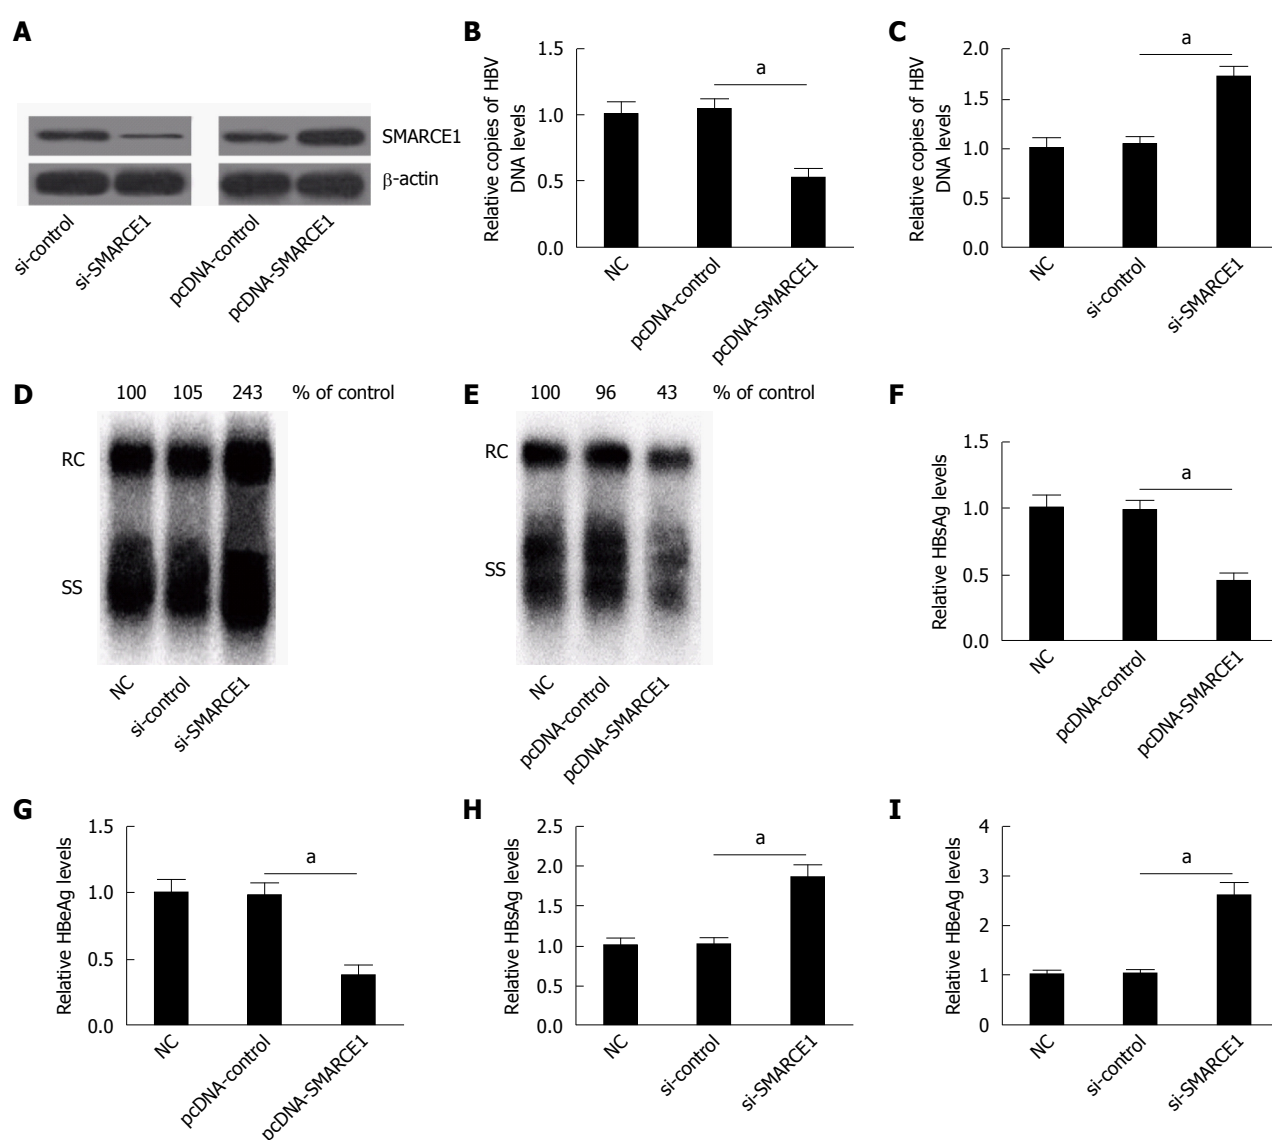 A
SMARCE1
β-actin
si-control
si-SMARCE1
pcDNA-control
pcDNA-SMARCE1
B
Relative copies of HBV
DNA levels
1.5
1.0
0.5
0.0
a
NC
pcDNA-control
pcDNA-SMARCE1
C
Relative copies of HBV
DNA levels
2.0
1.5
1.0
0.5
0.0
a
NC
si-control
si-SMARCE1
D
100 105 243 % of control
RC
SS
NC
si-control
si-SMARCE1
E
100 96 43 % of control
RC
SS
NC
pcDNA-control
pcDNA-SMARCE1
F
Relative HBsAg levels
1.5
1.0
0.5
0.0
a
NC
pcDNA-control
pcDNA-SMARCE1
G
Relative HBeAg levels
1.5
1.0
0.5
0.0
a
NC
pcDNA-control
pcDNA-SMARCE1
H
Relative HBsAg levels
2.5
2.0
1.5
1.0
0.5
0.0
a
NC
si-control
si-SMARCE1
I
Relative HBeAg levels
4
3
2
1
0
a
NC
si-control
si-SMARCE1